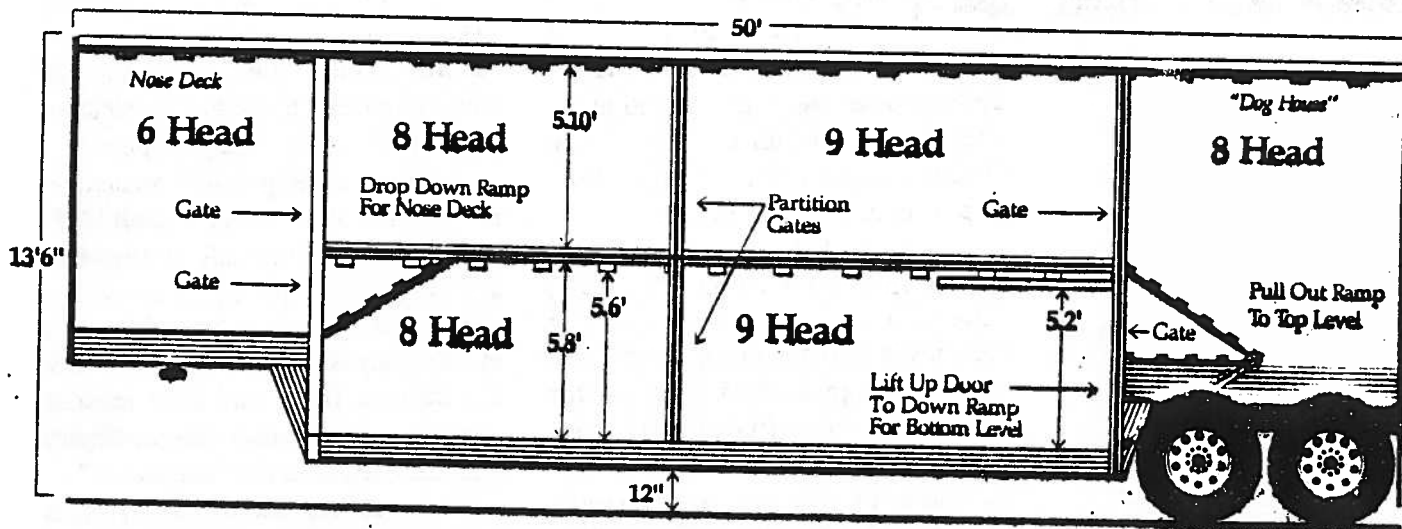 50'
Nose Deck
"Dog House"
6 Head
8 Head
5.10'
9 Head
8 Head
Drop Down Ramp
For Nose Deck
Gate
Partition
Gates
Gate
13'6"
Gate
5.6'
5.8'
8 Head
9 Head
5.2'
Gate
Pull Out Ramp
To Top Level
Lift Up Door
To Down Ramp
For Bottom Level
12"